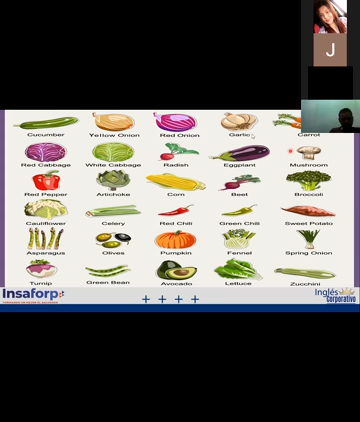 J
Cucumber Yellow Onion Red Onion Garlic Carrot
Red Cabbage White Cabbage Radish Eggplant Mushroom
Red Pepper Artichoke Corn Beet Broccoli
Cauliflower Celery Red Chili Green Chili Sweet Potato
Asparagus Olives Pumpkin Fennel Spring Onion
Turnip Green Bean Avocado Lettuce Zucchini
Insaforp
Inglés
Corporativo